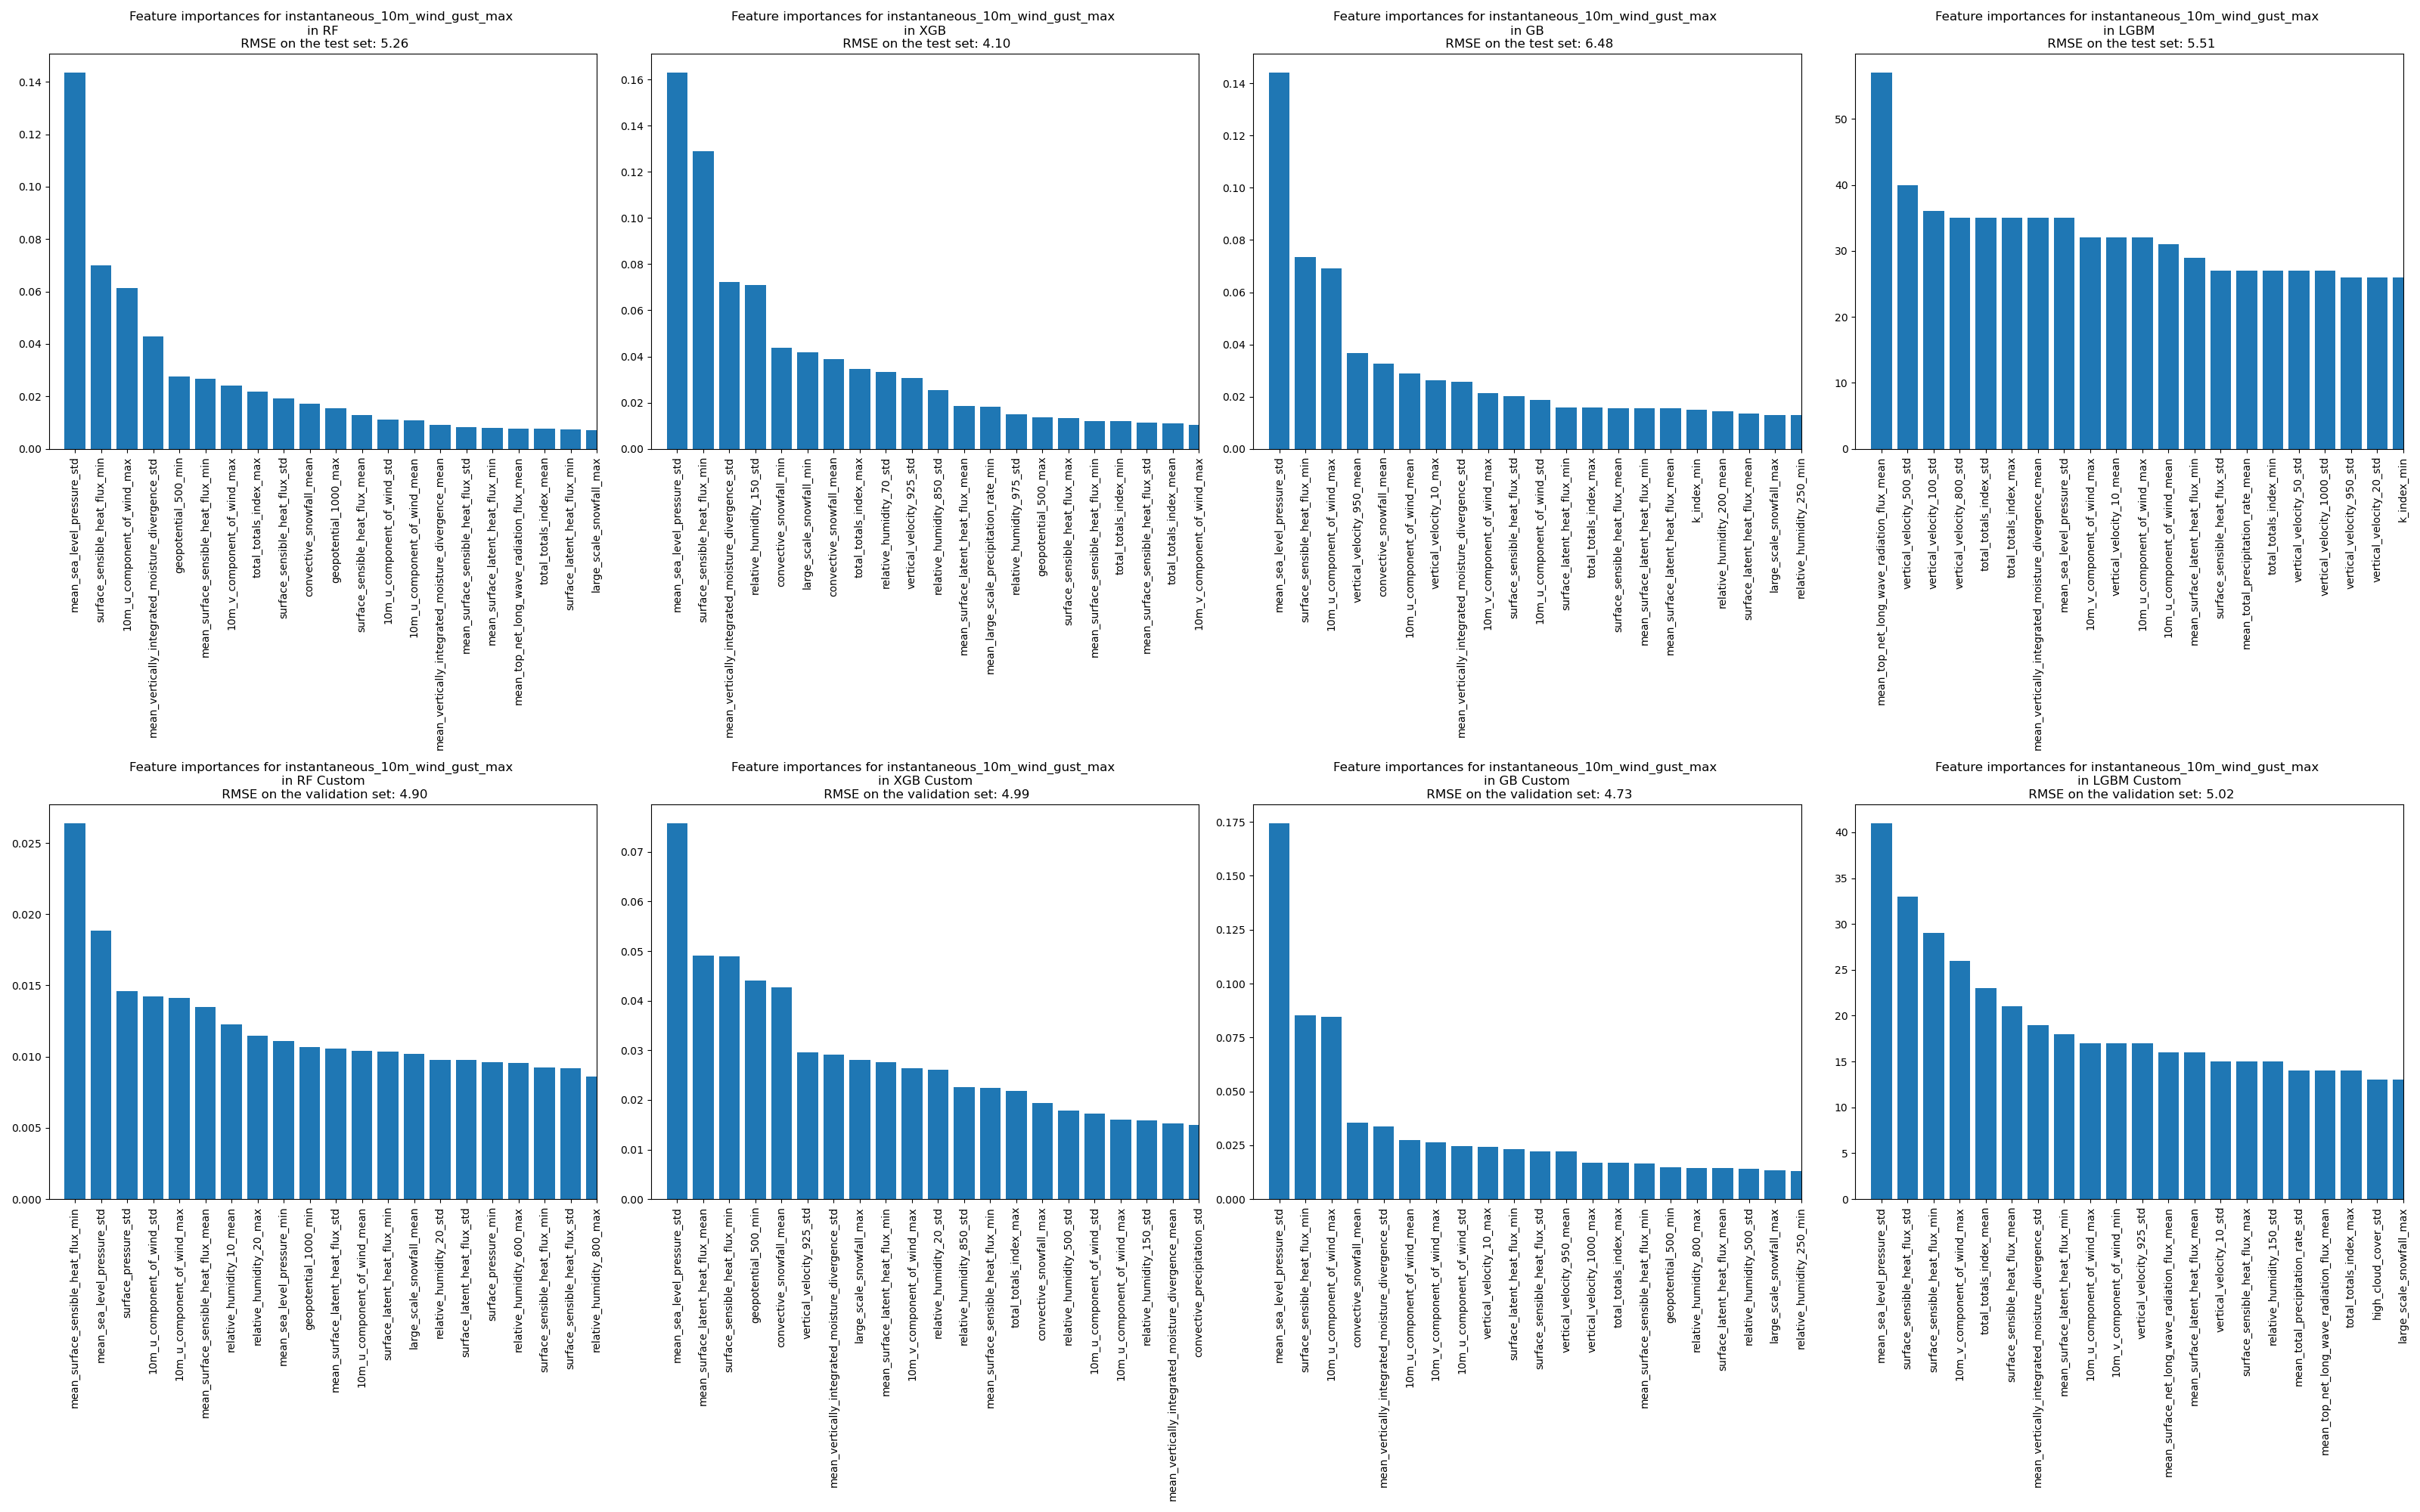 Feature importances for instantaneous_10m_wind_gust_max
in RF
RMSE on the test set: 5.26
0.14
0.12
0.10
0.08
0.06
0.04
0.02
0.00
mean_sea_level_pressure_std
surface_sensible_heat_flux_min
10m_u_component_of_wind_max
mean_vertically_integrated_moisture_divergence_std
geopotential_500_min
mean_surface_sensible_heat_flux_min
10m_v_component_of_wind_max
total_totals_index_max
surface_sensible_heat_flux_std
convective_snowfall_mean
geopotential_1000_max
surface_sensible_heat_flux_mean
10m_u_component_of_wind_std
10m_u_component_of_wind_mean
mean_vertically_integrated_moisture_divergence_mean
mean_surface_sensible_heat_flux_std
mean_surface_latent_heat_flux_min
mean_top_net_long_wave_radiation_flux_mean
total_totals_index_mean
surface_latent_heat_flux_min
large_scale_snowfall_max
Feature importances for instantaneous_10m_wind_gust_max
in XGB
RMSE on the test set: 4.10
0.16
0.14
0.12
0.10
0.08
0.06
0.04
0.02
0.00
mean_sea_level_pressure_std
surface_sensible_heat_flux_min
mean_vertically_integrated_moisture_divergence_std
relative_humidity_150_std
convective_snowfall_min
large_scale_snowfall_min
convective_snowfall_mean
total_totals_index_max
relative_humidity_70_std
vertical_velocity_925_std
relative_humidity_850_std
mean_surface_latent_heat_flux_mean
mean_large_scale_precipitation_rate_min
relative_humidity_975_std
geopotential_500_max
surface_sensible_heat_flux_max
mean_surface_sensible_heat_flux_min
total_totals_index_min
mean_surface_sensible_heat_flux_std
total_totals_index_mean
10m_v_component_of_wind_max
Feature importances for instantaneous_10m_wind_gust_max
in GB
RMSE on the test set: 6.48
0.14
0.12
0.10
0.08
0.06
0.04
0.02
0.00
mean_sea_level_pressure_std
surface_sensible_heat_flux_min
10m_u_component_of_wind_max
vertical_velocity_950_mean
convective_snowfall_mean
10m_u_component_of_wind_mean
vertical_velocity_10_max
mean_vertically_integrated_moisture_divergence_std
10m_v_component_of_wind_max
surface_sensible_heat_flux_std
10m_u_component_of_wind_std
surface_latent_heat_flux_min
total_totals_index_max
surface_sensible_heat_flux_mean
mean_surface_latent_heat_flux_min
mean_surface_latent_heat_flux_mean
k_index_min
relative_humidity_200_mean
surface_latent_heat_flux_mean
large_scale_snowfall_max
relative_humidity_250_min
Feature importances for instantaneous_10m_wind_gust_max
in LGBM
RMSE on the test set: 5.51
50
40
30
20
10
0
mean_top_net_long_wave_radiation_flux_mean
vertical_velocity_500_std
vertical_velocity_100_std
vertical_velocity_800_std
total_totals_index_std
total_totals_index_max
mean_vertically_integrated_moisture_divergence_mean
mean_sea_level_pressure_std
10m_v_component_of_wind_max
vertical_velocity_10_mean
10m_u_component_of_wind_max
10m_u_component_of_wind_mean
mean_surface_latent_heat_flux_min
surface_sensible_heat_flux_std
mean_total_precipitation_rate_mean
total_totals_index_min
vertical_velocity_50_std
vertical_velocity_1000_std
vertical_velocity_950_std
vertical_velocity_20_std
k_index_min
Feature importances for instantaneous_10m_wind_gust_max
in RF Custom
RMSE on the validation set: 4.90
0.025
0.020
0.015
0.010
0.005
0.000
mean_surface_sensible_heat_flux_min
mean_sea_level_pressure_std
surface_pressure_std
10m_u_component_of_wind_std
10m_u_component_of_wind_max
mean_surface_sensible_heat_flux_mean
relative_humidity_10_mean
relative_humidity_20_max
mean_sea_level_pressure_min
geopotential_1000_min
mean_surface_latent_heat_flux_std
10m_u_component_of_wind_mean
surface_latent_heat_flux_min
large_scale_snowfall_mean
relative_humidity_20_std
surface_latent_heat_flux_std
surface_pressure_min
relative_humidity_600_max
surface_sensible_heat_flux_min
surface_sensible_heat_flux_std
relative_humidity_800_max
Feature importances for instantaneous_10m_wind_gust_max
in XGB Custom
RMSE on the validation set: 4.99
0.07
0.06
0.05
0.04
0.03
0.02
0.01
0.00
mean_sea_level_pressure_std
mean_surface_latent_heat_flux_mean
surface_sensible_heat_flux_min
geopotential_500_min
convective_snowfall_mean
vertical_velocity_925_std
mean_vertically_integrated_moisture_divergence_std
large_scale_snowfall_max
mean_surface_latent_heat_flux_min
10m_v_component_of_wind_max
relative_humidity_20_std
relative_humidity_850_std
mean_surface_sensible_heat_flux_min
total_totals_index_max
convective_snowfall_max
relative_humidity_500_std
10m_u_component_of_wind_std
10m_u_component_of_wind_max
relative_humidity_150_std
mean_vertically_integrated_moisture_divergence_mean
convective_precipitation_std
Feature importances for instantaneous_10m_wind_gust_max
in GB Custom
RMSE on the validation set: 4.73
0.175
0.150
0.125
0.100
0.075
0.050
0.025
0.000
mean_sea_level_pressure_std
surface_sensible_heat_flux_min
10m_u_component_of_wind_max
convective_snowfall_mean
mean_vertically_integrated_moisture_divergence_std
10m_u_component_of_wind_mean
10m_v_component_of_wind_max
10m_u_component_of_wind_std
vertical_velocity_10_max
surface_latent_heat_flux_min
surface_sensible_heat_flux_std
vertical_velocity_950_mean
vertical_velocity_1000_max
total_totals_index_max
mean_surface_sensible_heat_flux_min
geopotential_500_min
relative_humidity_800_max
surface_latent_heat_flux_mean
relative_humidity_500_std
large_scale_snowfall_max
relative_humidity_250_min
Feature importances for instantaneous_10m_wind_gust_max
in LGBM Custom
RMSE on the validation set: 5.02
40
35
30
25
20
15
10
5
0
mean_sea_level_pressure_std
surface_sensible_heat_flux_std
surface_sensible_heat_flux_min
10m_v_component_of_wind_max
total_totals_index_mean
surface_sensible_heat_flux_mean
mean_vertically_integrated_moisture_divergence_std
mean_surface_latent_heat_flux_min
10m_u_component_of_wind_max
10m_v_component_of_wind_min
vertical_velocity_925_std
mean_surface_net_long_wave_radiation_flux_mean
mean_surface_latent_heat_flux_mean
vertical_velocity_10_std
surface_sensible_heat_flux_max
relative_humidity_150_std
mean_total_precipitation_rate_std
mean_top_net_long_wave_radiation_flux_mean
total_totals_index_max
high_cloud_cover_std
large_scale_snowfall_max